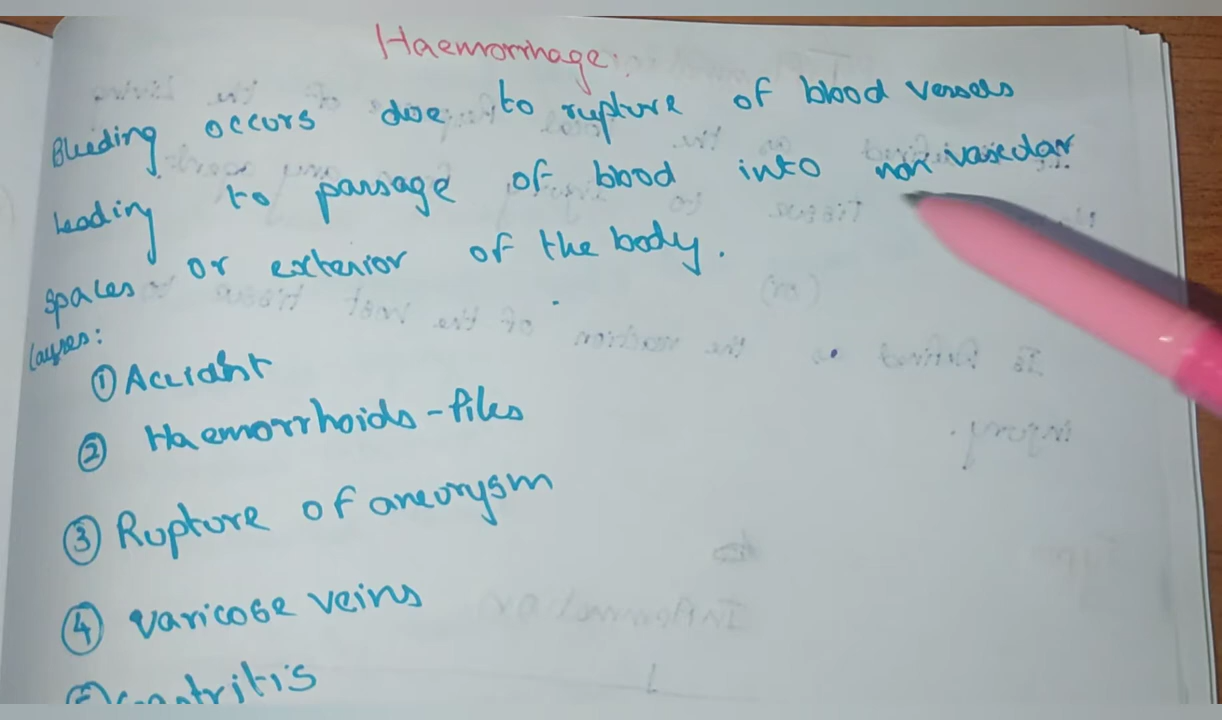 Haemorrhage:
Bleeding occurs due to rupture of blood vessels
leading to passage of blood into non vascular
spaces or exterior of the body.
Causes:
① Accident
② Haemorrhoids - Piles
③ Rupture of aneurysm
④ varicose veins